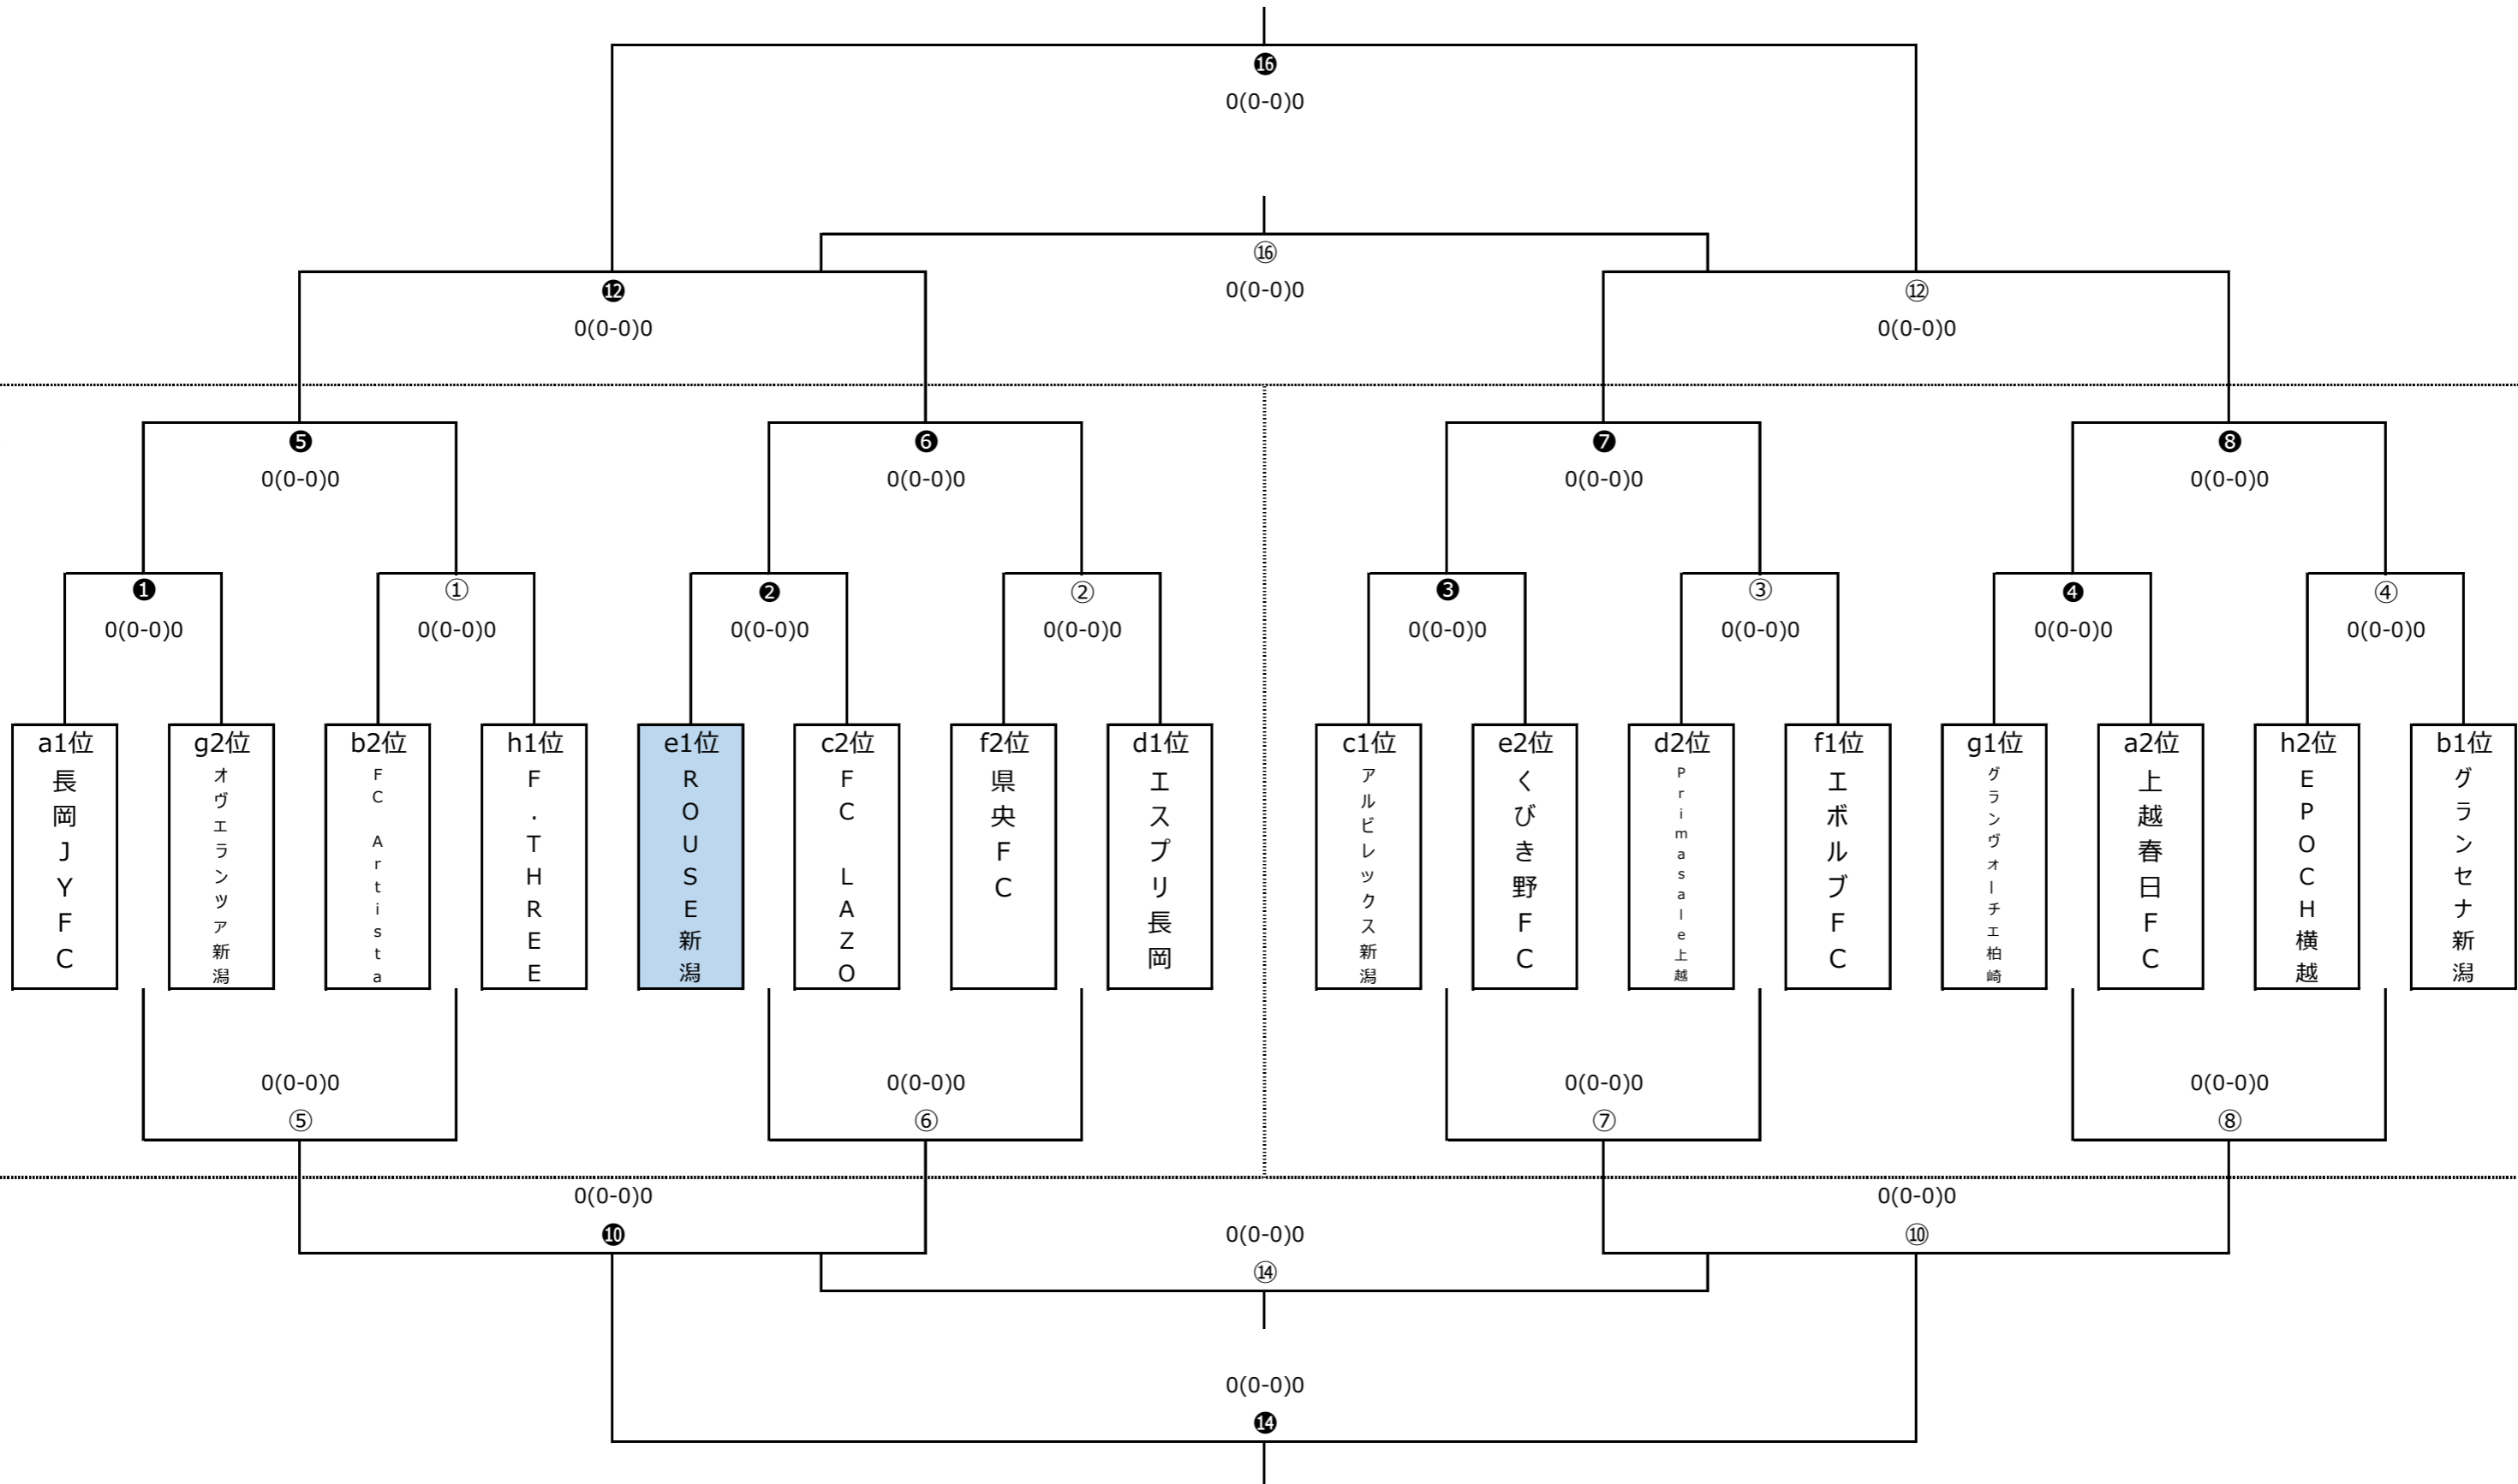 ⓰
0(0-0)0
⑯
0(0-0)0
⓬
0(0-0)0
⑫
0(0-0)0
❺
0(0-0)0
❻
0(0-0)0
❼
0(0-0)0
❽
0(0-0)0
❶
0(0-0)0
①
0(0-0)0
❷
0(0-0)0
②
0(0-0)0
❸
0(0-0)0
③
0(0-0)0
❹
0(0-0)0
④
0(0-0)0
a1位
長岡JYFC
g2位
オヴェランツァ新潟
b2位
FC Artista
h1位
F.THREE
e1位
ROUSE新潟
c2位
FC LAZO
f2位
県央FC
d1位
エスプリ長岡
c1位
アルビレックス新潟
e2位
くびき野FC
d2位
Primasale上越
f1位
エボルブFC
g1位
グランヴォーチェ柏崎
a2位
上越春日FC
h2位
EPOCH横越
b1位
グランセナ新潟
0(0-0)0
⑤
0(0-0)0
⑥
0(0-0)0
⑦
0(0-0)0
⑧
0(0-0)0
❿
0(0-0)0
⑩
0(0-0)0
⑭
0(0-0)0
⓮